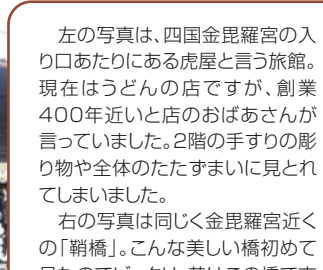 左の写真は、四国金毘羅宮の入
り口あたりにある虎屋と言う旅館。
現在はうどんの店ですが、創業
400年近いと店のおばあさんが
言っていました。2階の手すりの彫
り物や全体のたたずまいに見とれ
てしまいました。
右の写真は同じく金毘羅宮近く
の「鞘橋」。こんな美しい橋初めて